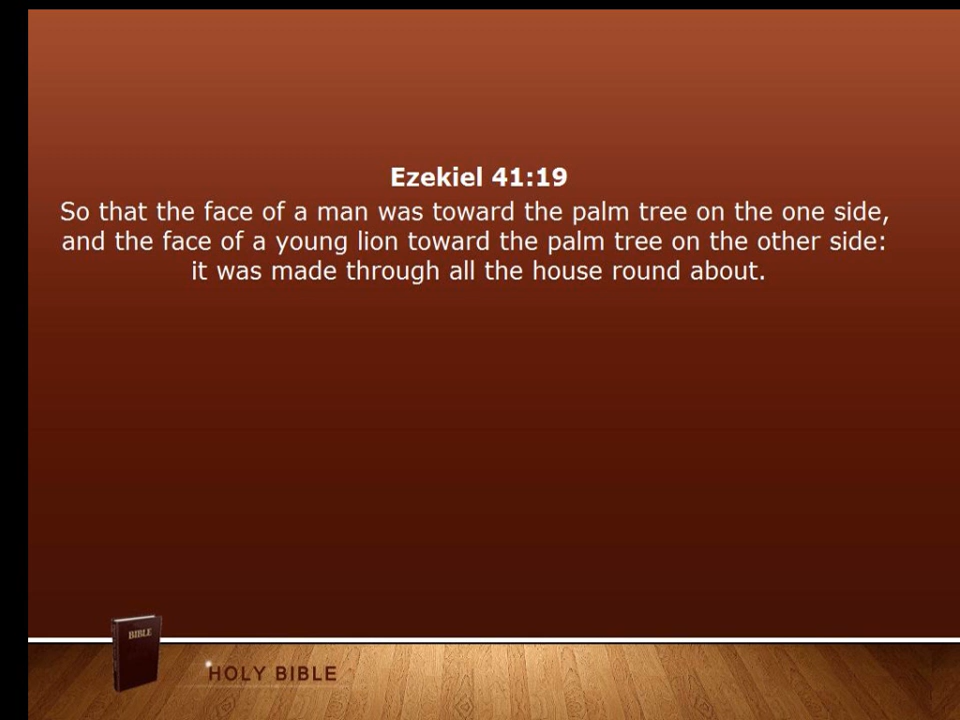 Ezekiel 41:19
So that the face of a man was toward the palm tree on the one side,
and the face of a young lion toward the palm tree on the other side:
it was made through all the house round about.
BIBLE
HOLY BIBLE